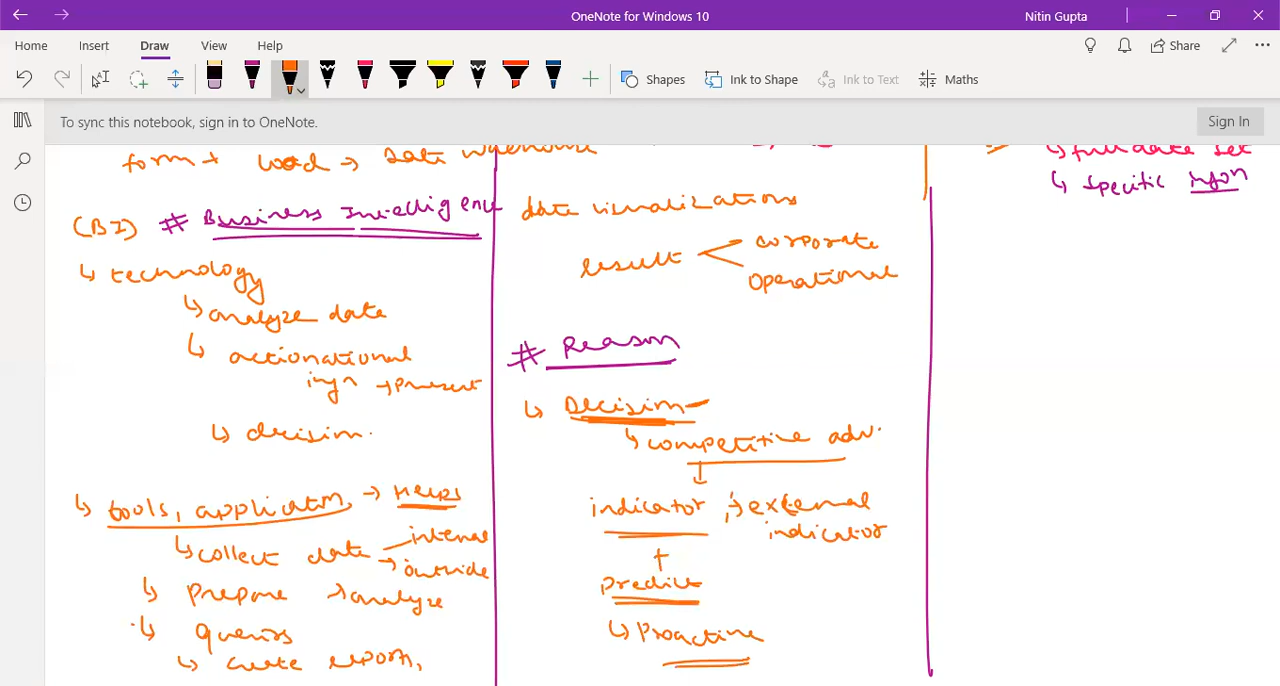 OneNote for Windows 10
Nitin Gupta
Home Insert Draw View Help
Share
Shapes Ink to Shape Ink to Text Maths
To sync this notebook, sign in to OneNote.
Sign In
form + load → Data warehouse
(BI) # Business Intelligence
↳ technology
↳ analyze data
↳ actionational
infn → present
↳ decision.
↳ tools, application → Helps
↳ collect data internal
→ outside
↳ prepare → analyze
↳ queries
↳ create reports,
data visualizations
result corporate
operational
# Reason
↳ Decision
↳ competitive adv.
↓
indicator , → external
indicator
+
Predict
↳ Proactive
↳ full data set
↳ specific infon